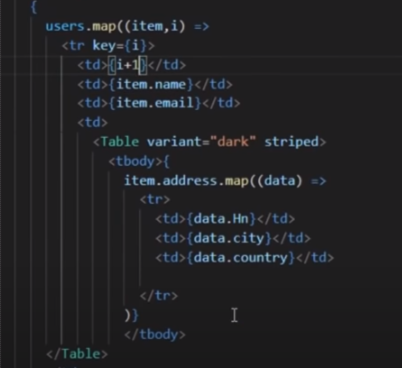 {
users.map((item,i) =>
<tr key={i}>
<td>{i+1}</td>
<td>{item.name}</td>
<td>{item.email}</td>
<td>
<Table variant="dark" striped>
<tbody>{
item.address.map((data) =>
<tr>
<td>{data.Hn}</td>
<td>{data.city}</td>
<td>{data.country}</td>
</tr>
)}
</tbody>
</Table>